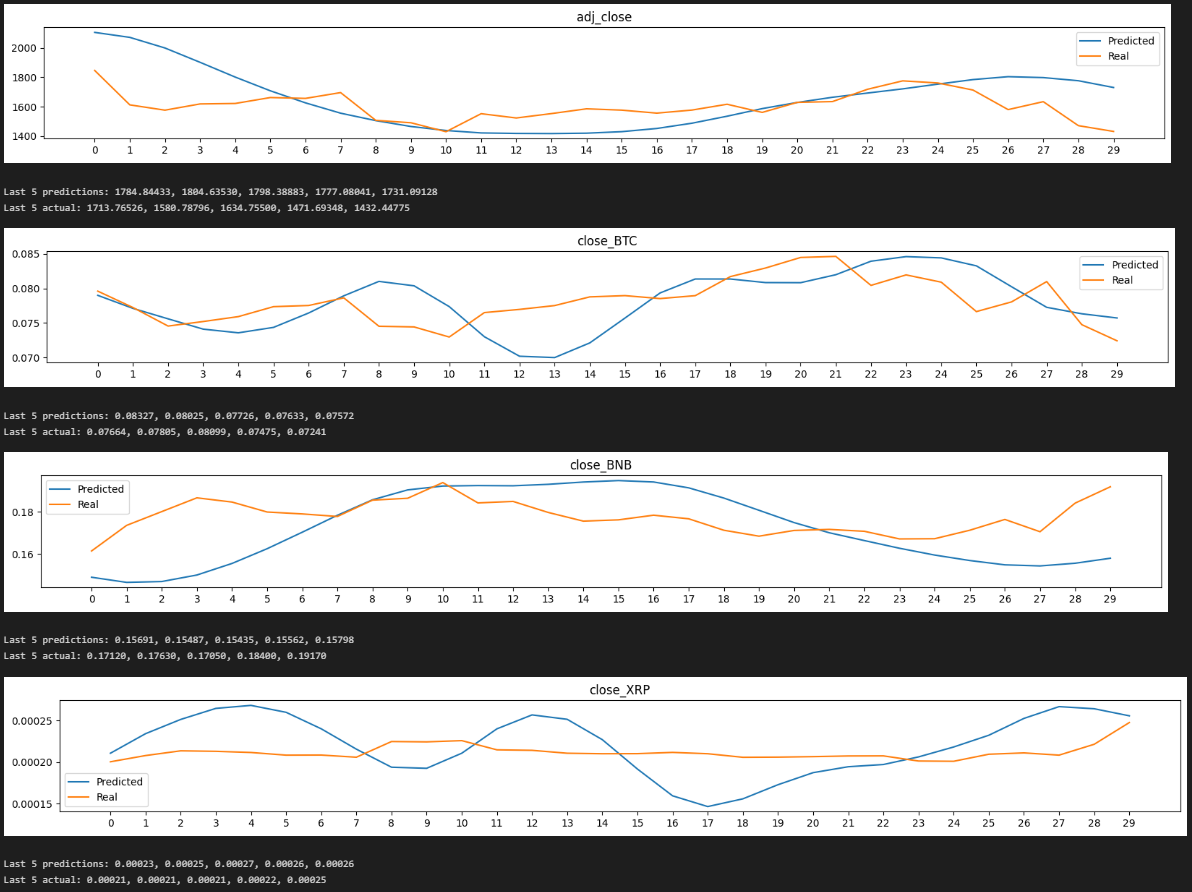 adj_close
2000
1800
1600
1400
Predicted
Real
0 1 2 3 4 5 6 7 8 9 10 11 12 13 14 15 16 17 18 19 20 21 22 23 24 25 26 27 28 29
Last 5 predictions: 1784.84433, 1804.63530, 1798.38883, 1777.08041, 1731.09128
Last 5 actual: 1713.76526, 1580.78796, 1634.75500, 1471.69348, 1432.44775
close_BTC
0.085
0.080
0.075
0.070
Predicted
Real
0 1 2 3 4 5 6 7 8 9 10 11 12 13 14 15 16 17 18 19 20 21 22 23 24 25 26 27 28 29
Last 5 predictions: 0.08327, 0.08025, 0.07726, 0.07633, 0.07572
Last 5 actual: 0.07664, 0.07805, 0.08099, 0.07475, 0.07241
close_BNB
Predicted
Real
0.18
0.16
0 1 2 3 4 5 6 7 8 9 10 11 12 13 14 15 16 17 18 19 20 21 22 23 24 25 26 27 28 29
Last 5 predictions: 0.15691, 0.15487, 0.15435, 0.15562, 0.15798
Last 5 actual: 0.17120, 0.17630, 0.17050, 0.18400, 0.19170
close_XRP
0.00025
0.00020
0.00015
Predicted
Real
0 1 2 3 4 5 6 7 8 9 10 11 12 13 14 15 16 17 18 19 20 21 22 23 24 25 26 27 28 29
Last 5 predictions: 0.00023, 0.00025, 0.00027, 0.00026, 0.00026
Last 5 actual: 0.00021, 0.00021, 0.00021, 0.00022, 0.00025